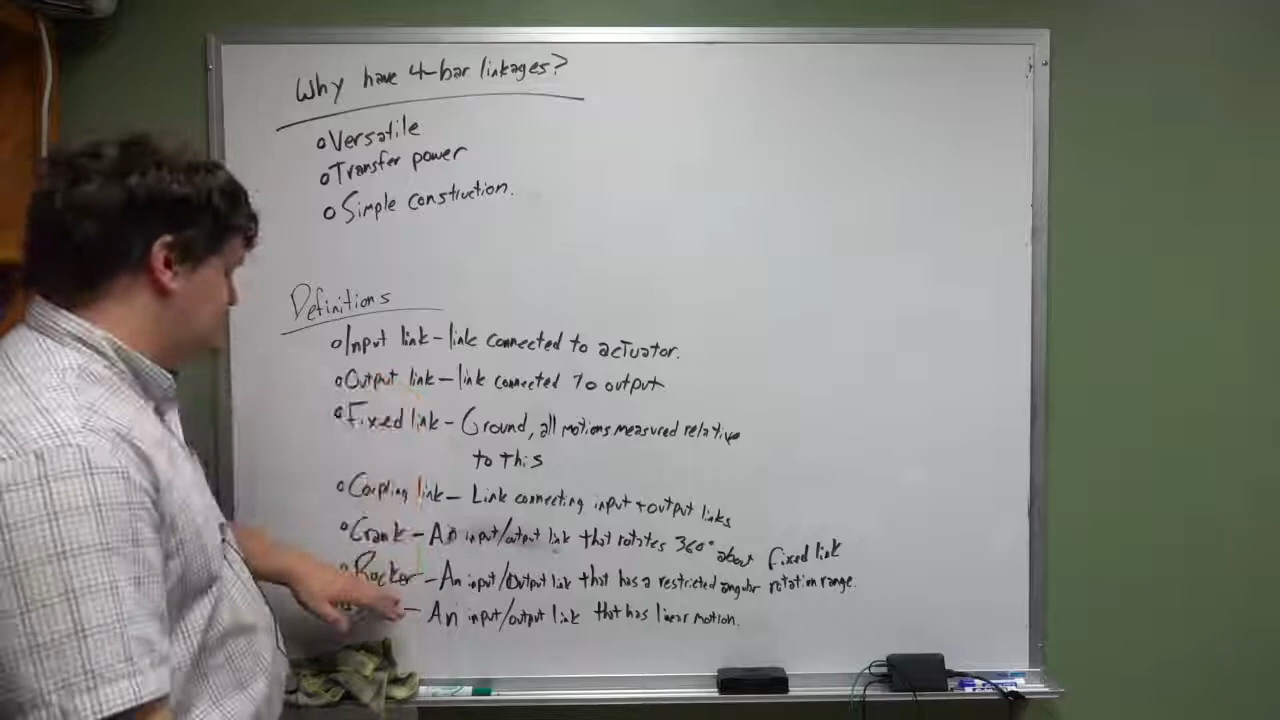 Why have 4-bar linkages?
Versatile
Transfer power
Simple construction.
Definitions
Input link - link connected to actuator.
Output link - link connected to output
Fixed link - Ground, all motions measured relative
to this
Coupling link - Link connecting input + output links
Crank - An input/output link that rotates 360° about fixed link
Rocker - An input/output link that has a restricted angular rotation range.
- An input/output link that has linear motion.